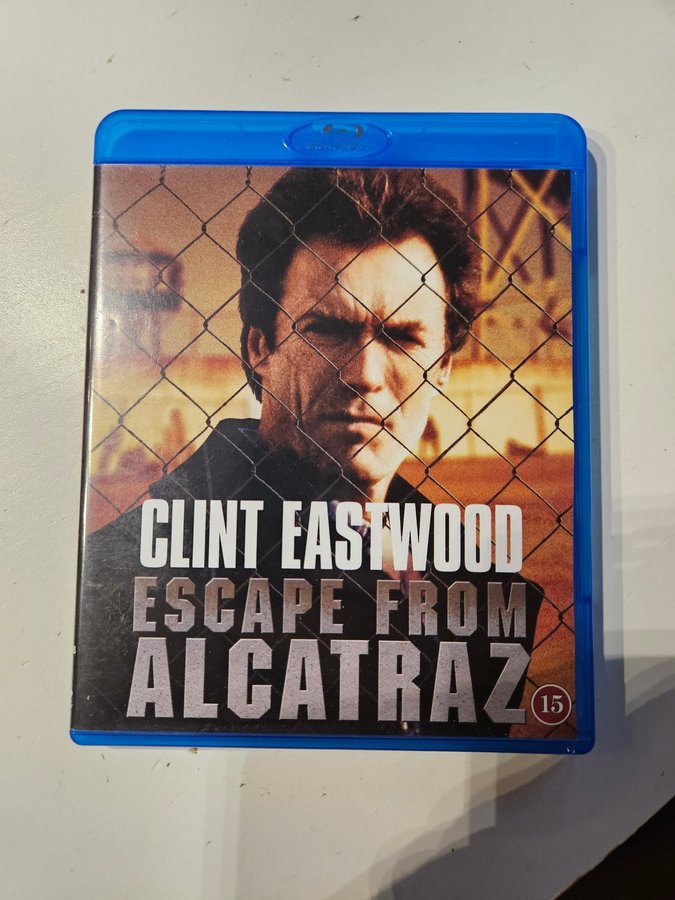 CLINT EASTWOOD
ESCAPE FROM
ALCATRAZ
15